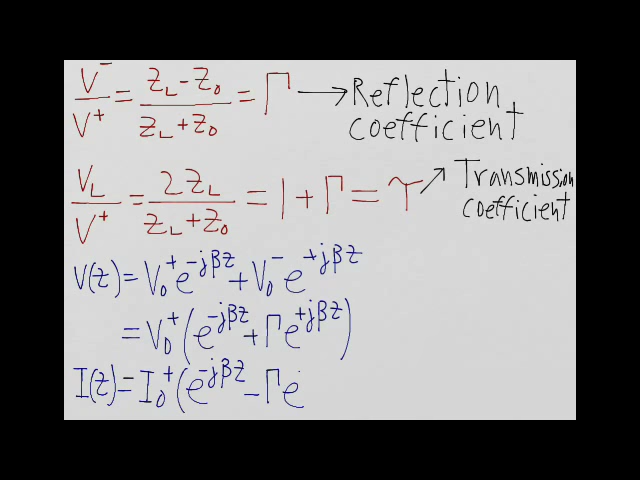 V⁻/V⁺ = (Z_L - Z_0)/(Z_L + Z_0) = Γ → Reflection coefficient
V_L/V⁺ = 2Z_L/(Z_L + Z_0) = 1 + Γ = T ↗ Transmission coefficient
V(z) = V_0⁺ e^{-jβz} + V_0⁻ e^{+jβz}
= V_0⁺ (e^{-jβz} + Γe^{+jβz})
I(z) = I_0⁺ (e^{-jβz} - Γe